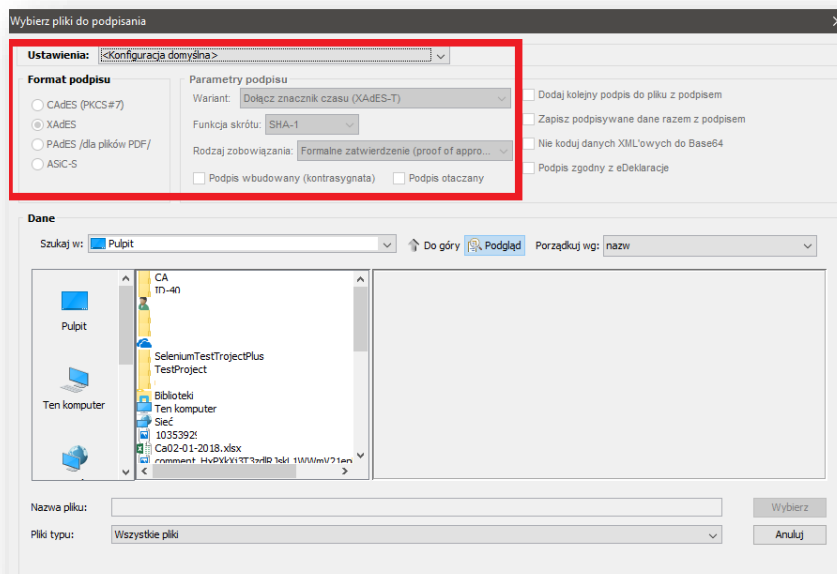 Wybierz pliki do podpisania
Ustawienia: <Konfiguracja domyślna>
Format podpisu
CAdES (PKCS#7)
XAdES
PAdES /dla plików PDF/
ASiC-S
Parametry podpisu
Wariant: Dołącz znacznik czasu (XAdES-T)
Funkcja skrótu: SHA-1
Rodzaj zobowiązania: Formalne zatwierdzenie (proof of appro...
Podpis wbudowany (kontrasygnata) Podpis otaczany
Dodaj kolejny podpis do pliku z podpisem
Zapisz podpisywane dane razem z podpisem
Nie koduj danych XML'owych do Base64
Podpis zgodny z eDeklaracje
Dane
Szukaj w: Pulpit Do góry Podgląd Porządkuj wg: nazw
Pulpit
Ten komputer
CA
ID-40
SeleniumTestTrojectPlus
TestProject
Biblioteki
Ten komputer
Sieć
10353929
Ca02-01-2018.xlsx
Nazwa pliku: Wybierz
Pliki typu: Wszystkie pliki Anuluj